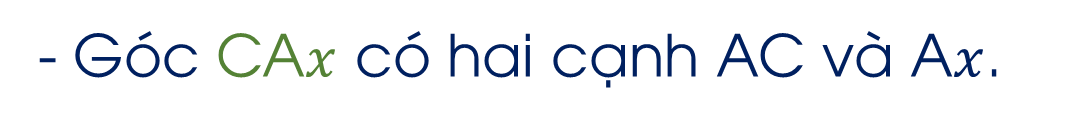 - Góc CAx có hai cạnh AC và Ax.